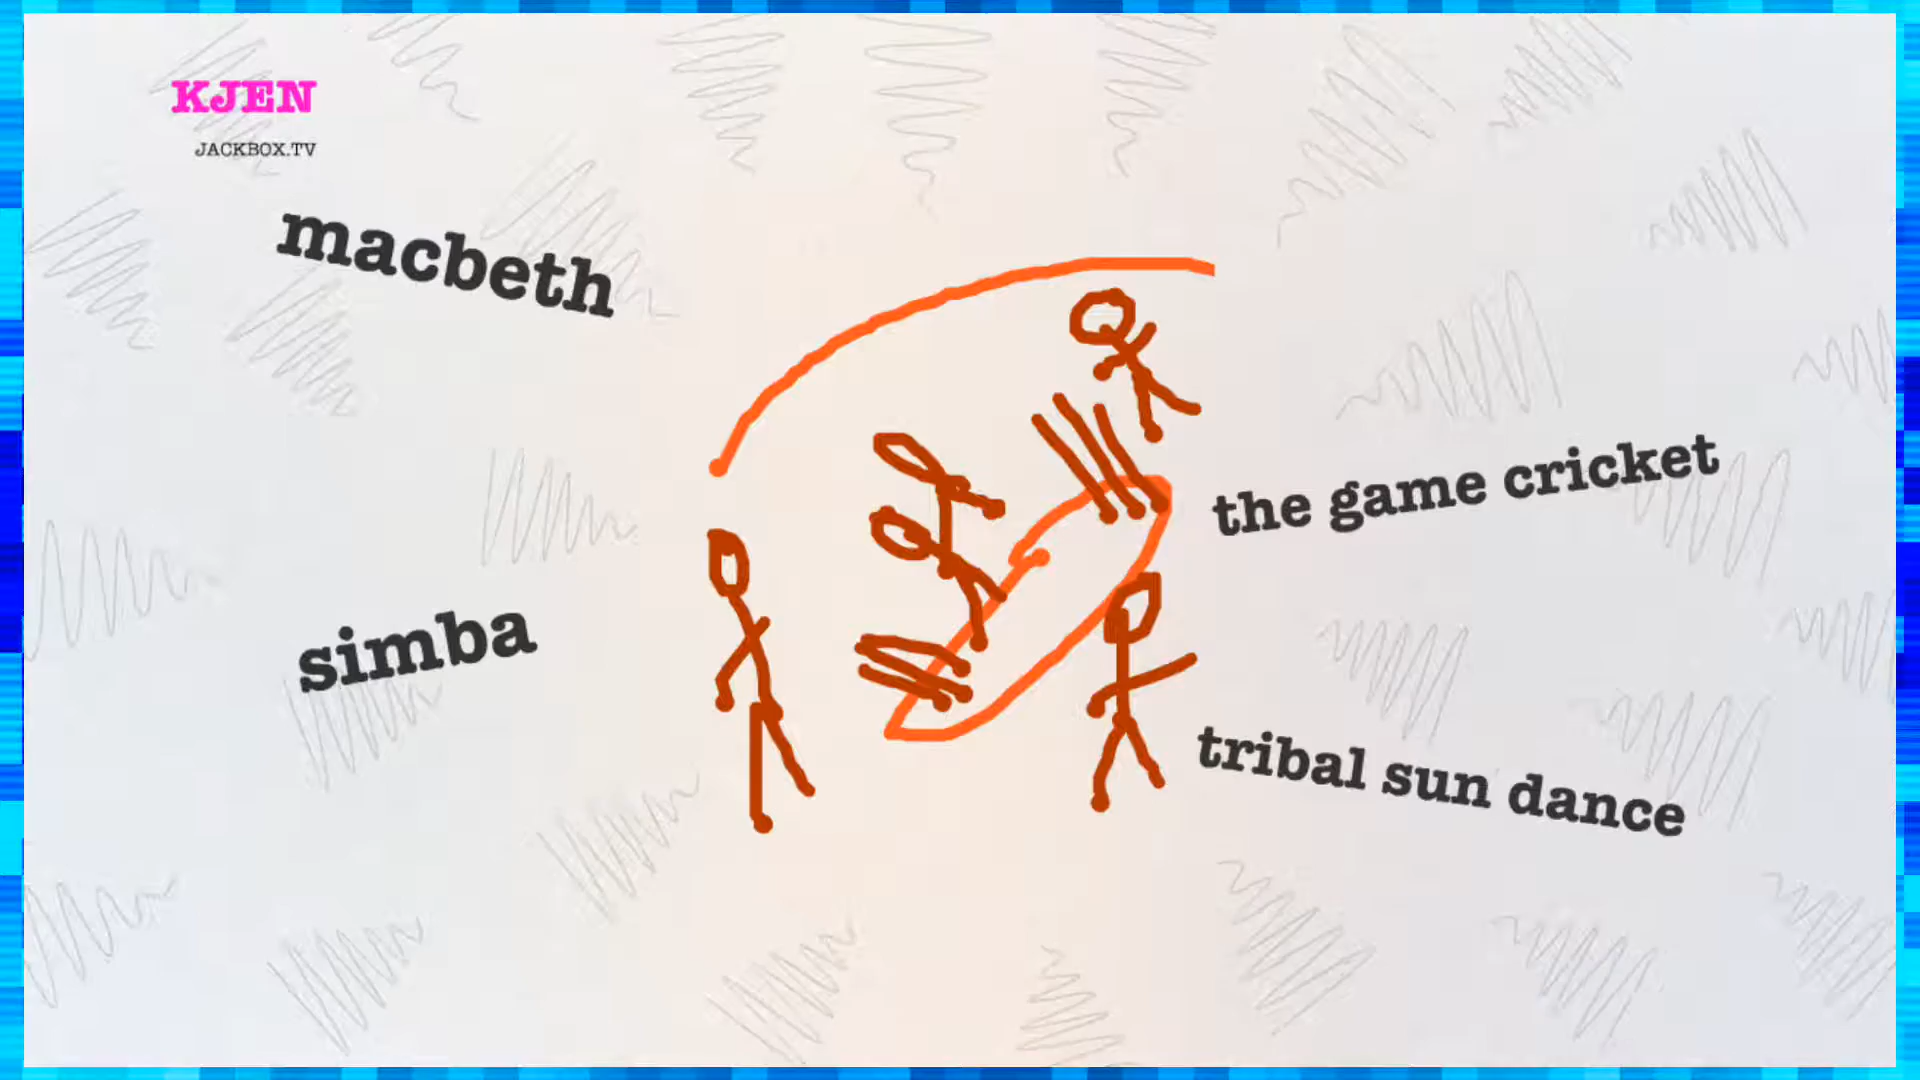 KJEN
JACKBOX.TV
macbeth
the game cricket
simba
tribal sun dance